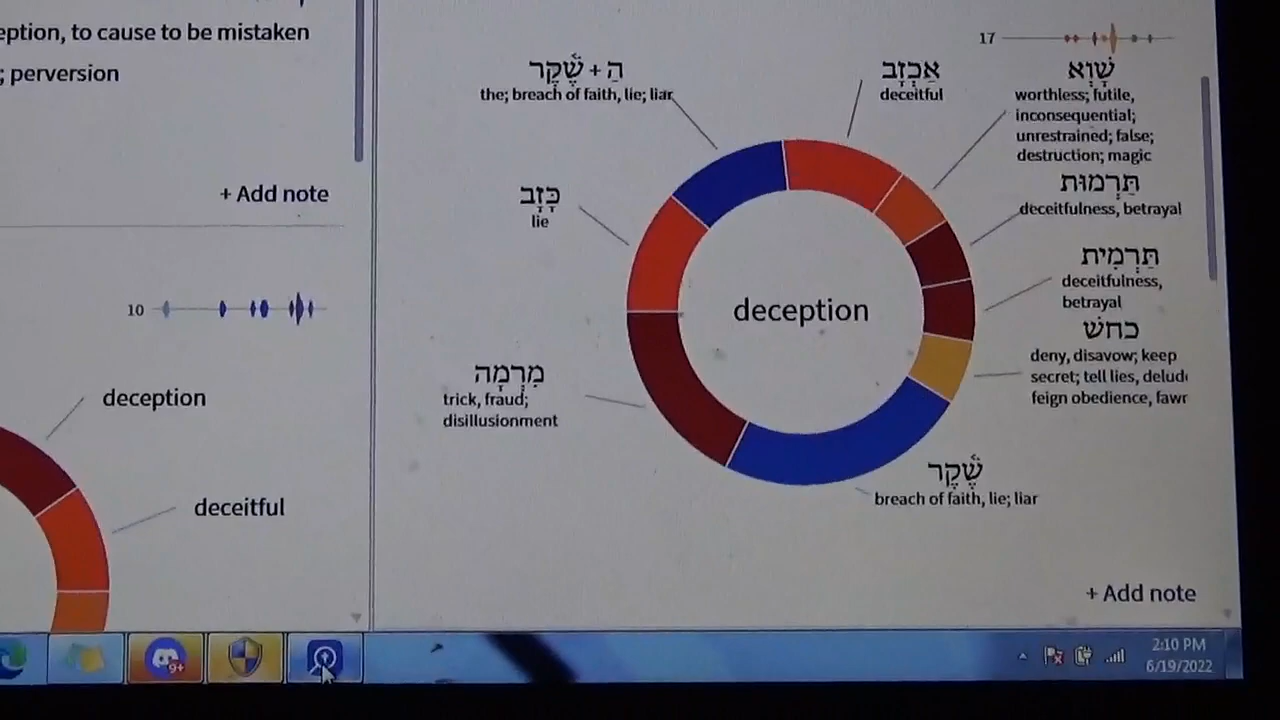 eption, to cause to be mistaken
; perversion
+ Add note
10
deception
deceitful
17
הַ + שֶׁ֫קֶר
the; breach of faith, lie; liar
אַכְזָב
deceitful
שָׁוְא
worthless; futile,
inconsequential;
unrestrained; false;
destruction; magic
כָּזָב
lie
תַּרְמוּת
deceitfulness, betrayal
תַּרְמִית
deceitfulness,
betrayal
deception
כחשׁ
deny, disavow; keep
secret; tell lies, delud
feign obedience, fawr
מִרְמָה
trick, fraud;
disillusionment
שֶׁ֫קֶר
breach of faith, lie; liar
+ Add note
9+
2:10 PM
6/19/2022